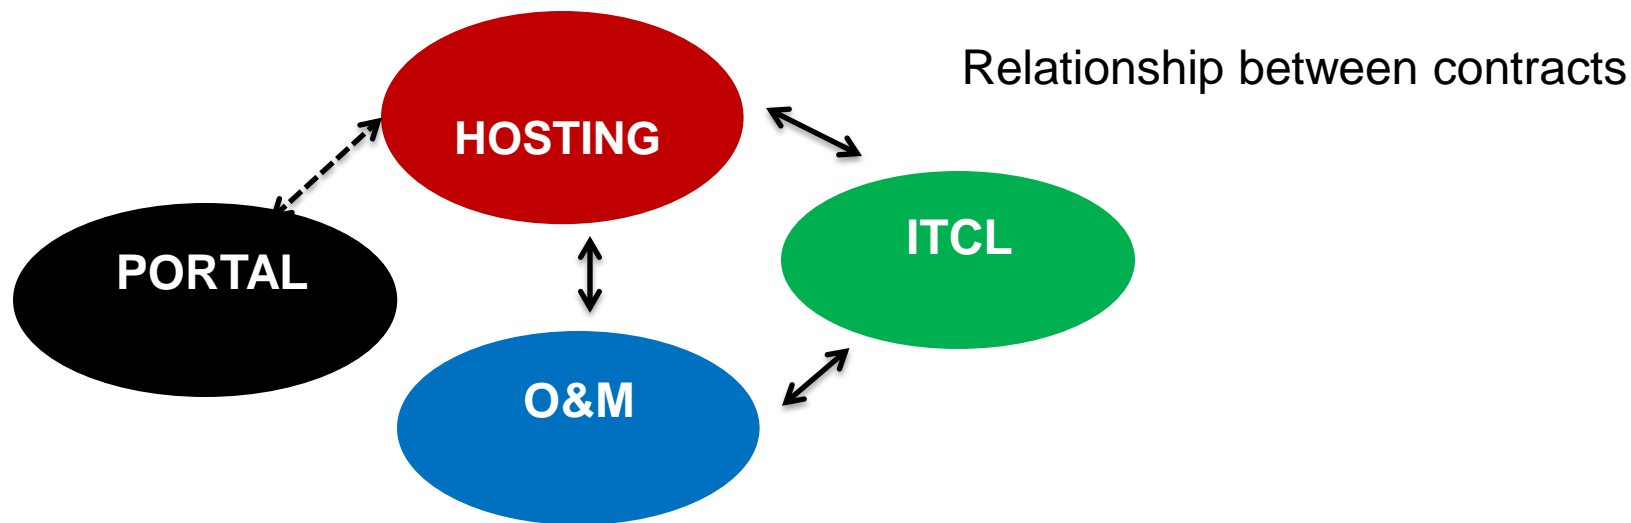 Relationship between contracts
HOSTING
ITCL
PORTAL
O&M